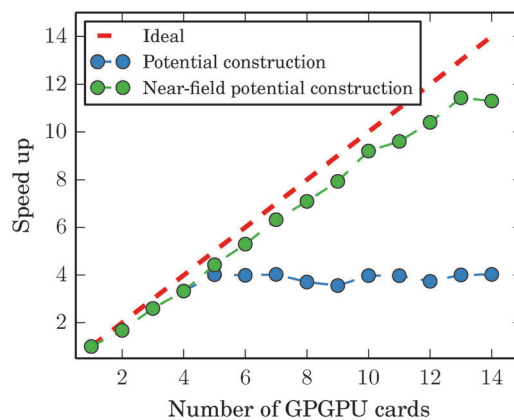 14
12
10
8
6
4
2
Speed up
Ideal
Potential construction
Near-field potential construction
2 4 6 8 10 12 14
Number of GPGPU cards